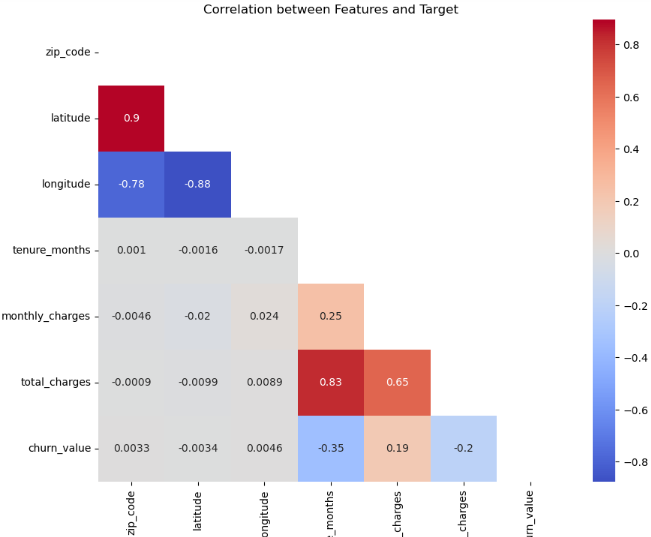 Correlation between Features and Target
zip_code
latitude 0.9
longitude -0.78 -0.88
tenure_months 0.001 -0.0016 -0.0017
monthly_charges -0.0046 -0.02 0.024 0.25
total_charges -0.0009 -0.0099 0.0089 0.83 0.65
churn_value 0.0033 -0.0034 0.0046 -0.35 0.19 -0.2
zip_code
latitude
ongitude
e_months
_charges
_charges
urn_value
0.8
0.6
0.4
0.2
0.0
−0.2
−0.4
−0.6
−0.8